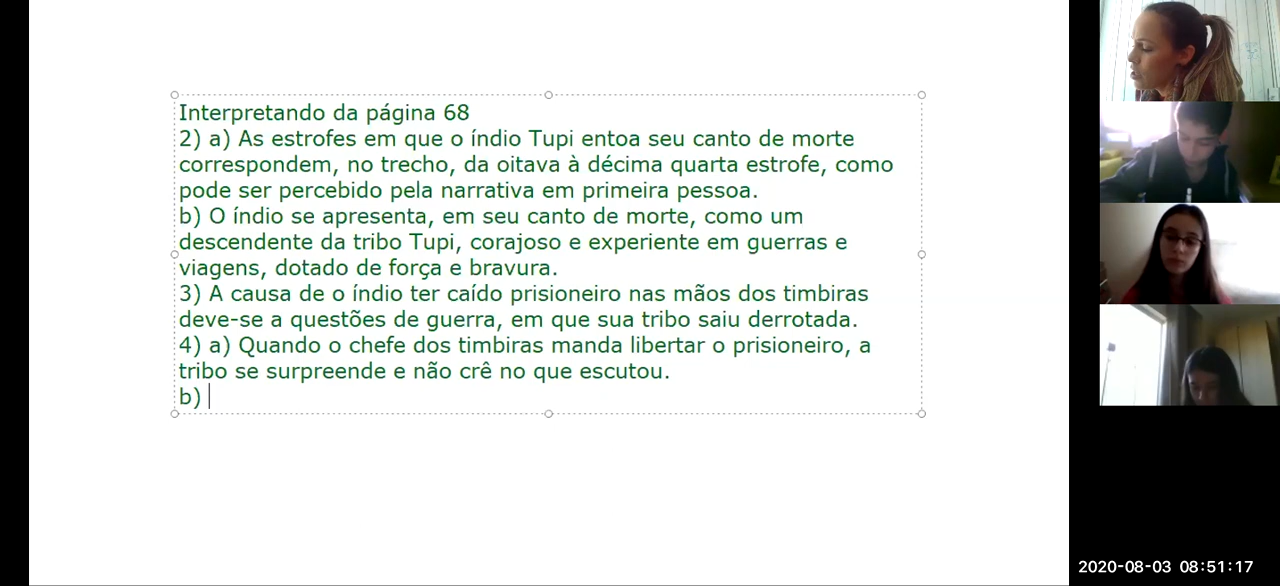 Interpretando da página 68
2) a) As estrofes em que o índio Tupi entoa seu canto de morte
correspondem, no trecho, da oitava à décima quarta estrofe, como
pode ser percebido pela narrativa em primeira pessoa.
b) O índio se apresenta, em seu canto de morte, como um
descendente da tribo Tupi, corajoso e experiente em guerras e
viagens, dotado de força e bravura.
3) A causa de o índio ter caído prisioneiro nas mãos dos timbiras
deve-se a questões de guerra, em que sua tribo saiu derrotada.
4) a) Quando o chefe dos timbiras manda libertar o prisioneiro, a
tribo se surpreende e não crê no que escutou.
b)
2020-08-03 08:51:17